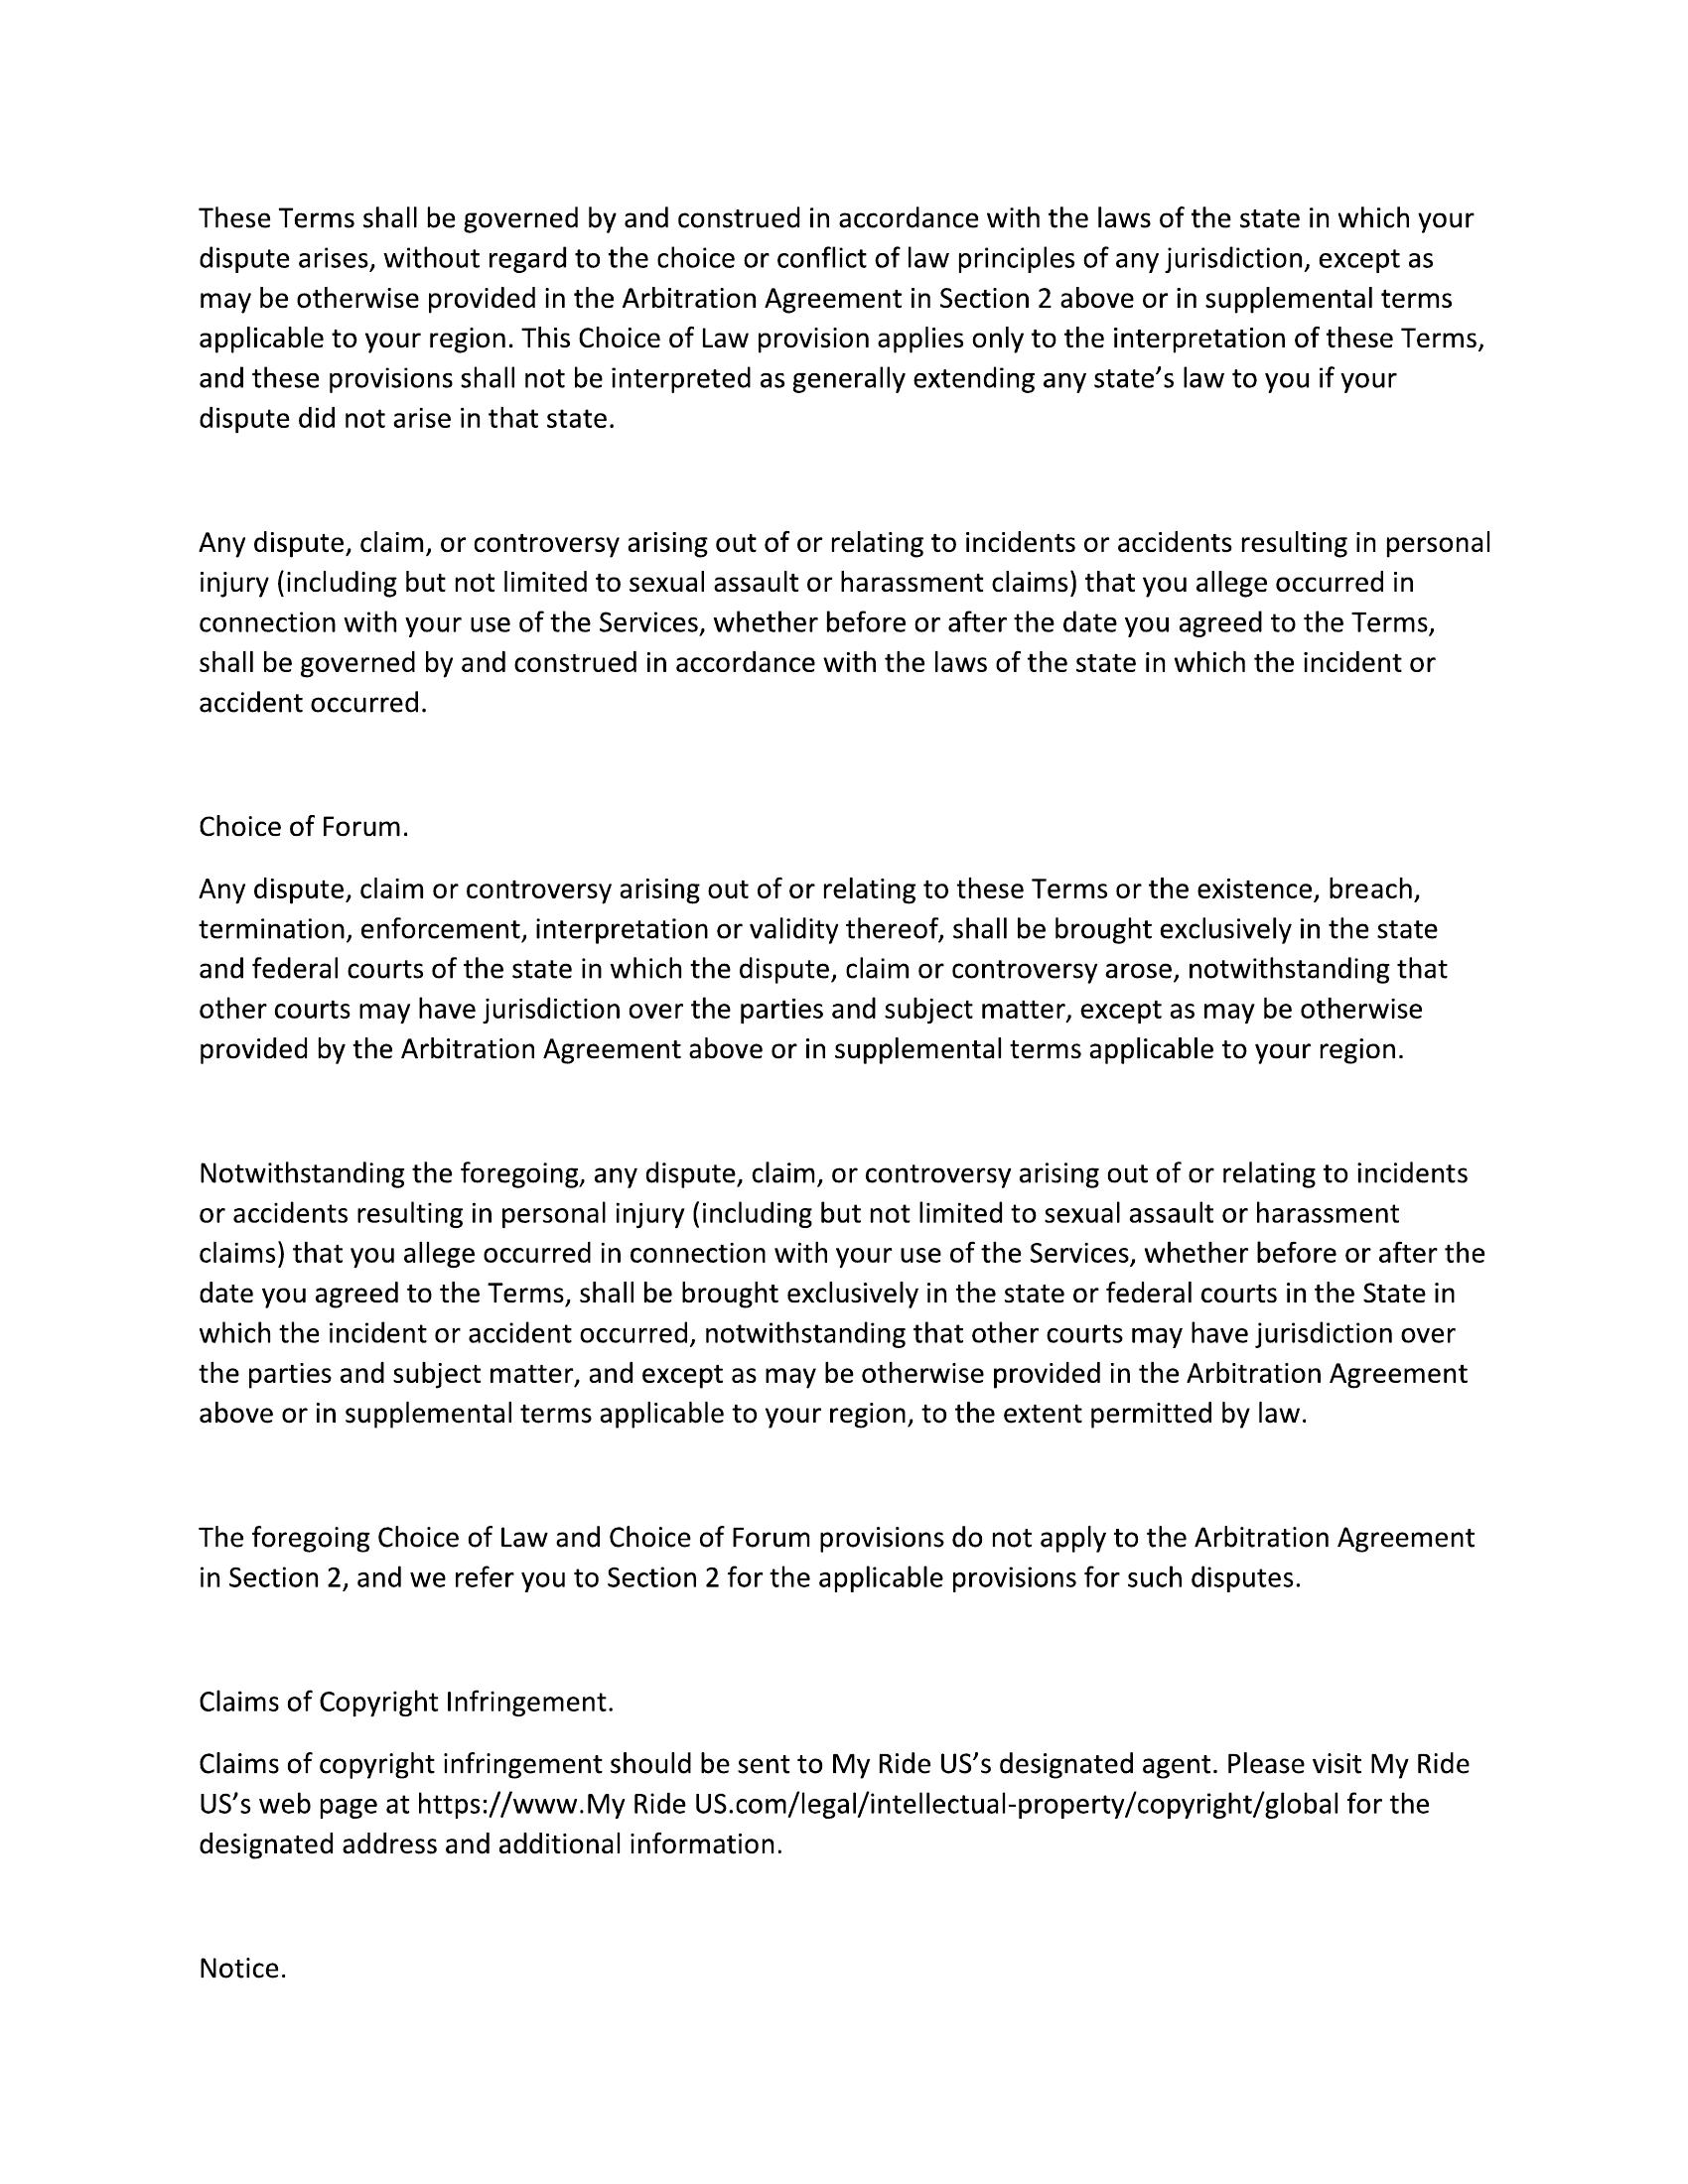 These Terms shall be governed by and construed in accordance with the laws of the state in which your
dispute arises, without regard to the choice or conflict of law principles of any jurisdiction, except as
may be otherwise provided in the Arbitration Agreement in Section 2 above or in supplemental terms
applicable to your region. This Choice of Law provision applies only to the interpretation of these Terms,
and these provisions shall not be interpreted as generally extending any state’s law to you if your
dispute did not arise in that state.
Any dispute, claim, or controversy arising out of or relating to incidents or accidents resulting in personal
injury (including but not limited to sexual assault or harassment claims) that you allege occurred in
connection with your use of the Services, whether before or after the date you agreed to the Terms,
shall be governed by and construed in accordance with the laws of the state in which the incident or
accident occurred.
Choice of Forum.
Any dispute, claim or controversy arising out of or relating to these Terms or the existence, breach,
termination, enforcement, interpretation or validity thereof, shall be brought exclusively in the state
and federal courts of the state in which the dispute, claim or controversy arose, notwithstanding that
other courts may have jurisdiction over the parties and subject matter, except as may be otherwise
provided by the Arbitration Agreement above or in supplemental terms applicable to your region.
Notwithstanding the foregoing, any dispute, claim, or controversy arising out of or relating to incidents
or accidents resulting in personal injury (including but not limited to sexual assault or harassment
claims) that you allege occurred in connection with your use of the Services, whether before or after the
date you agreed to the Terms, shall be brought exclusively in the state or federal courts in the State in
which the incident or accident occurred, notwithstanding that other courts may have jurisdiction over
the parties and subject matter, and except as may be otherwise provided in the Arbitration Agreement
above or in supplemental terms applicable to your region, to the extent permitted by law.
The foregoing Choice of Law and Choice of Forum provisions do not apply to the Arbitration Agreement
in Section 2, and we refer you to Section 2 for the applicable provisions for such disputes.
Claims of Copyright Infringement.
Claims of copyright infringement should be sent to My Ride US’s designated agent. Please visit My Ride
US’s web page at https://www.My Ride US.com/legal/intellectual-property/copyright/global for the
designated address and additional information.
Notice.